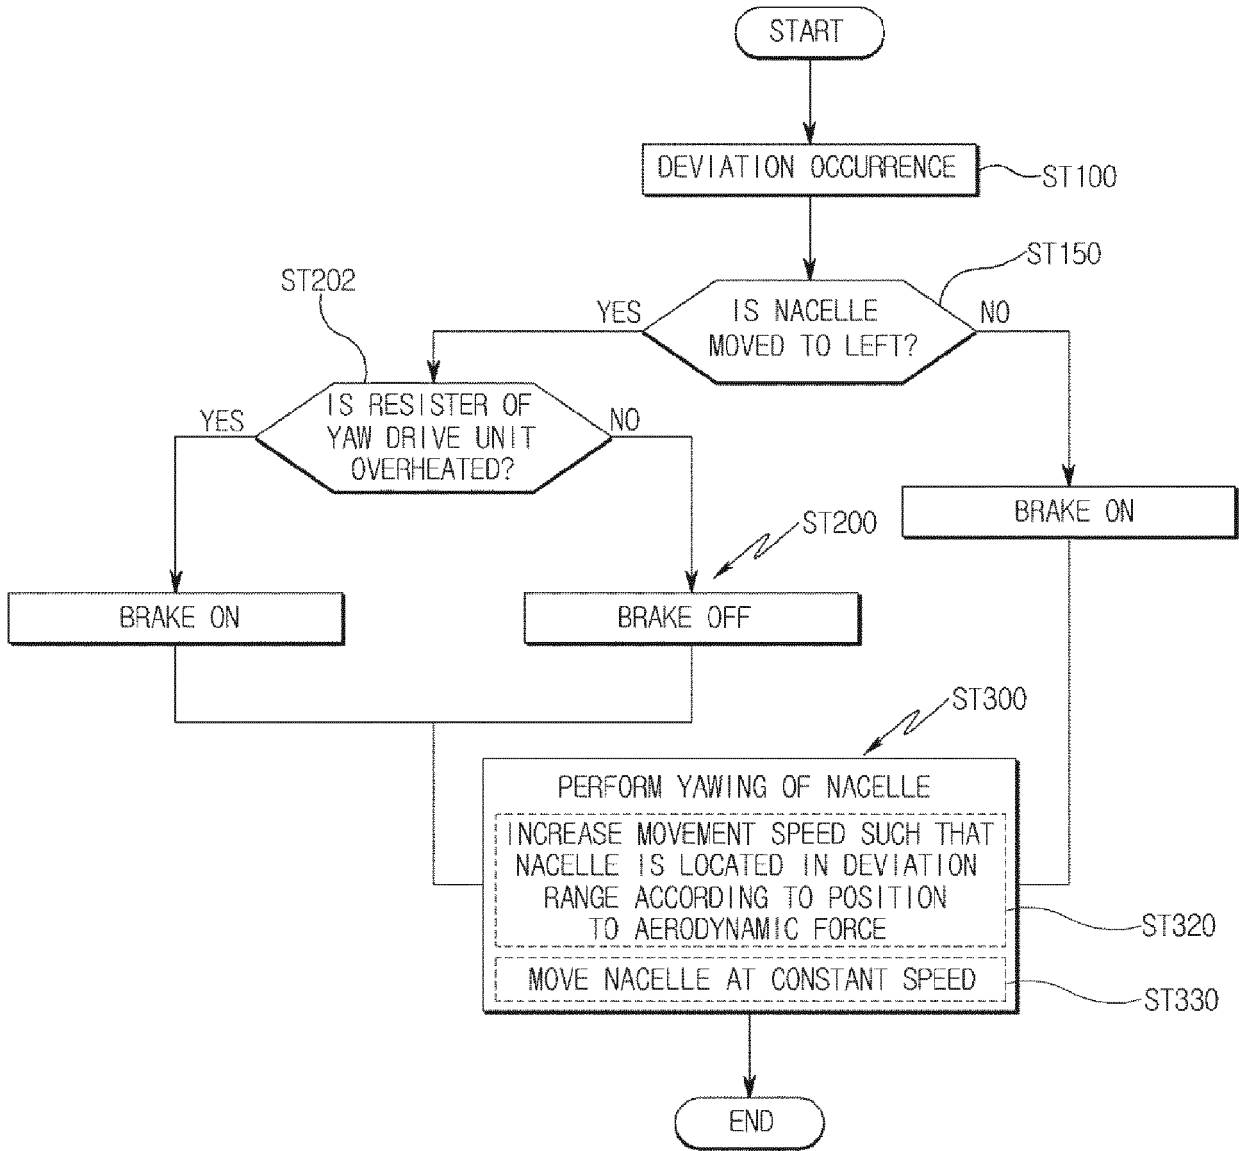 START
DEVIATION OCCURRENCE
ST100
ST150
IS NACELLE
MOVED TO LEFT?
YES
NO
ST202
IS RESISTER OF
YAW DRIVE UNIT
OVERHEATED?
YES
NO
BRAKE ON
ST200
BRAKE ON
BRAKE OFF
ST300
PERFORM YAWING OF NACELLE
INCREASE MOVEMENT SPEED SUCH THAT
NACELLE IS LOCATED IN DEVIATION
RANGE ACCORDING TO POSITION
TO AERODYNAMIC FORCE
ST320
MOVE NACELLE AT CONSTANT SPEED
ST330
END